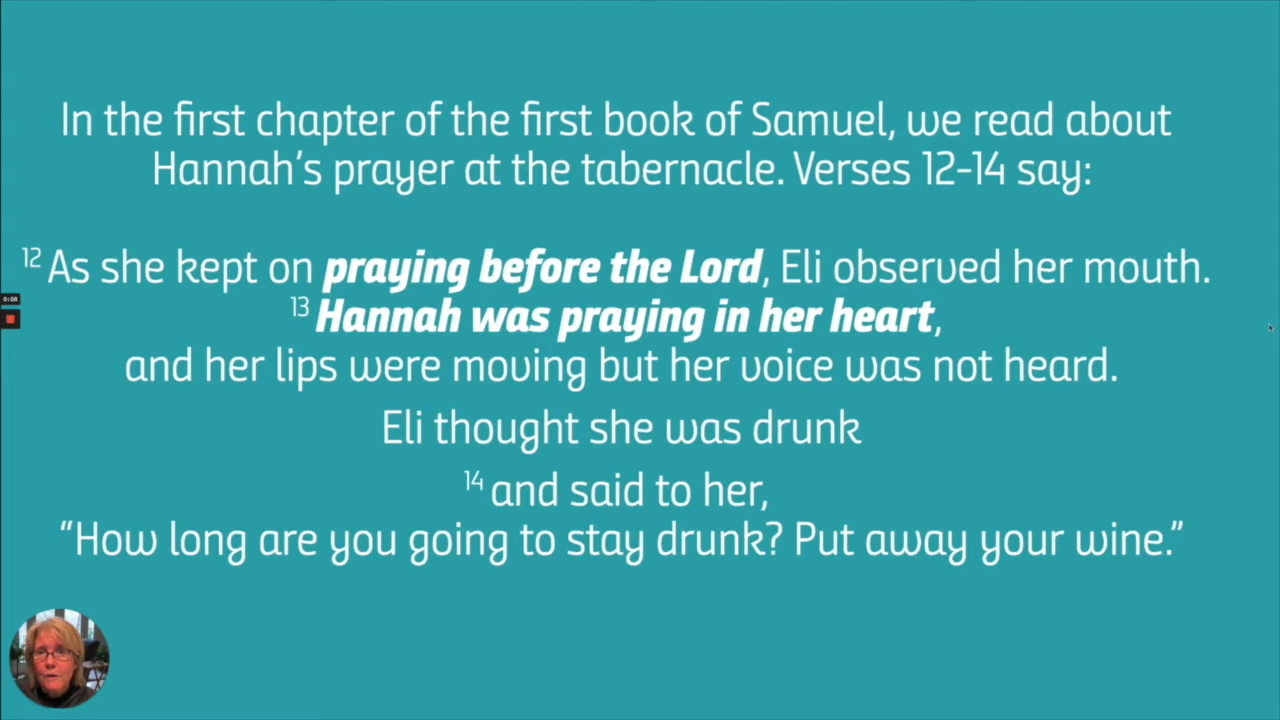 In the first chapter of the first book of Samuel, we read about
Hannah's prayer at the tabernacle. Verses 12-14 say:
12 As she kept on praying before the Lord, Eli observed her mouth.
13 Hannah was praying in her heart,
and her lips were moving but her voice was not heard.
Eli thought she was drunk
14 and said to her,
“How long are you going to stay drunk? Put away your wine.”
0:08